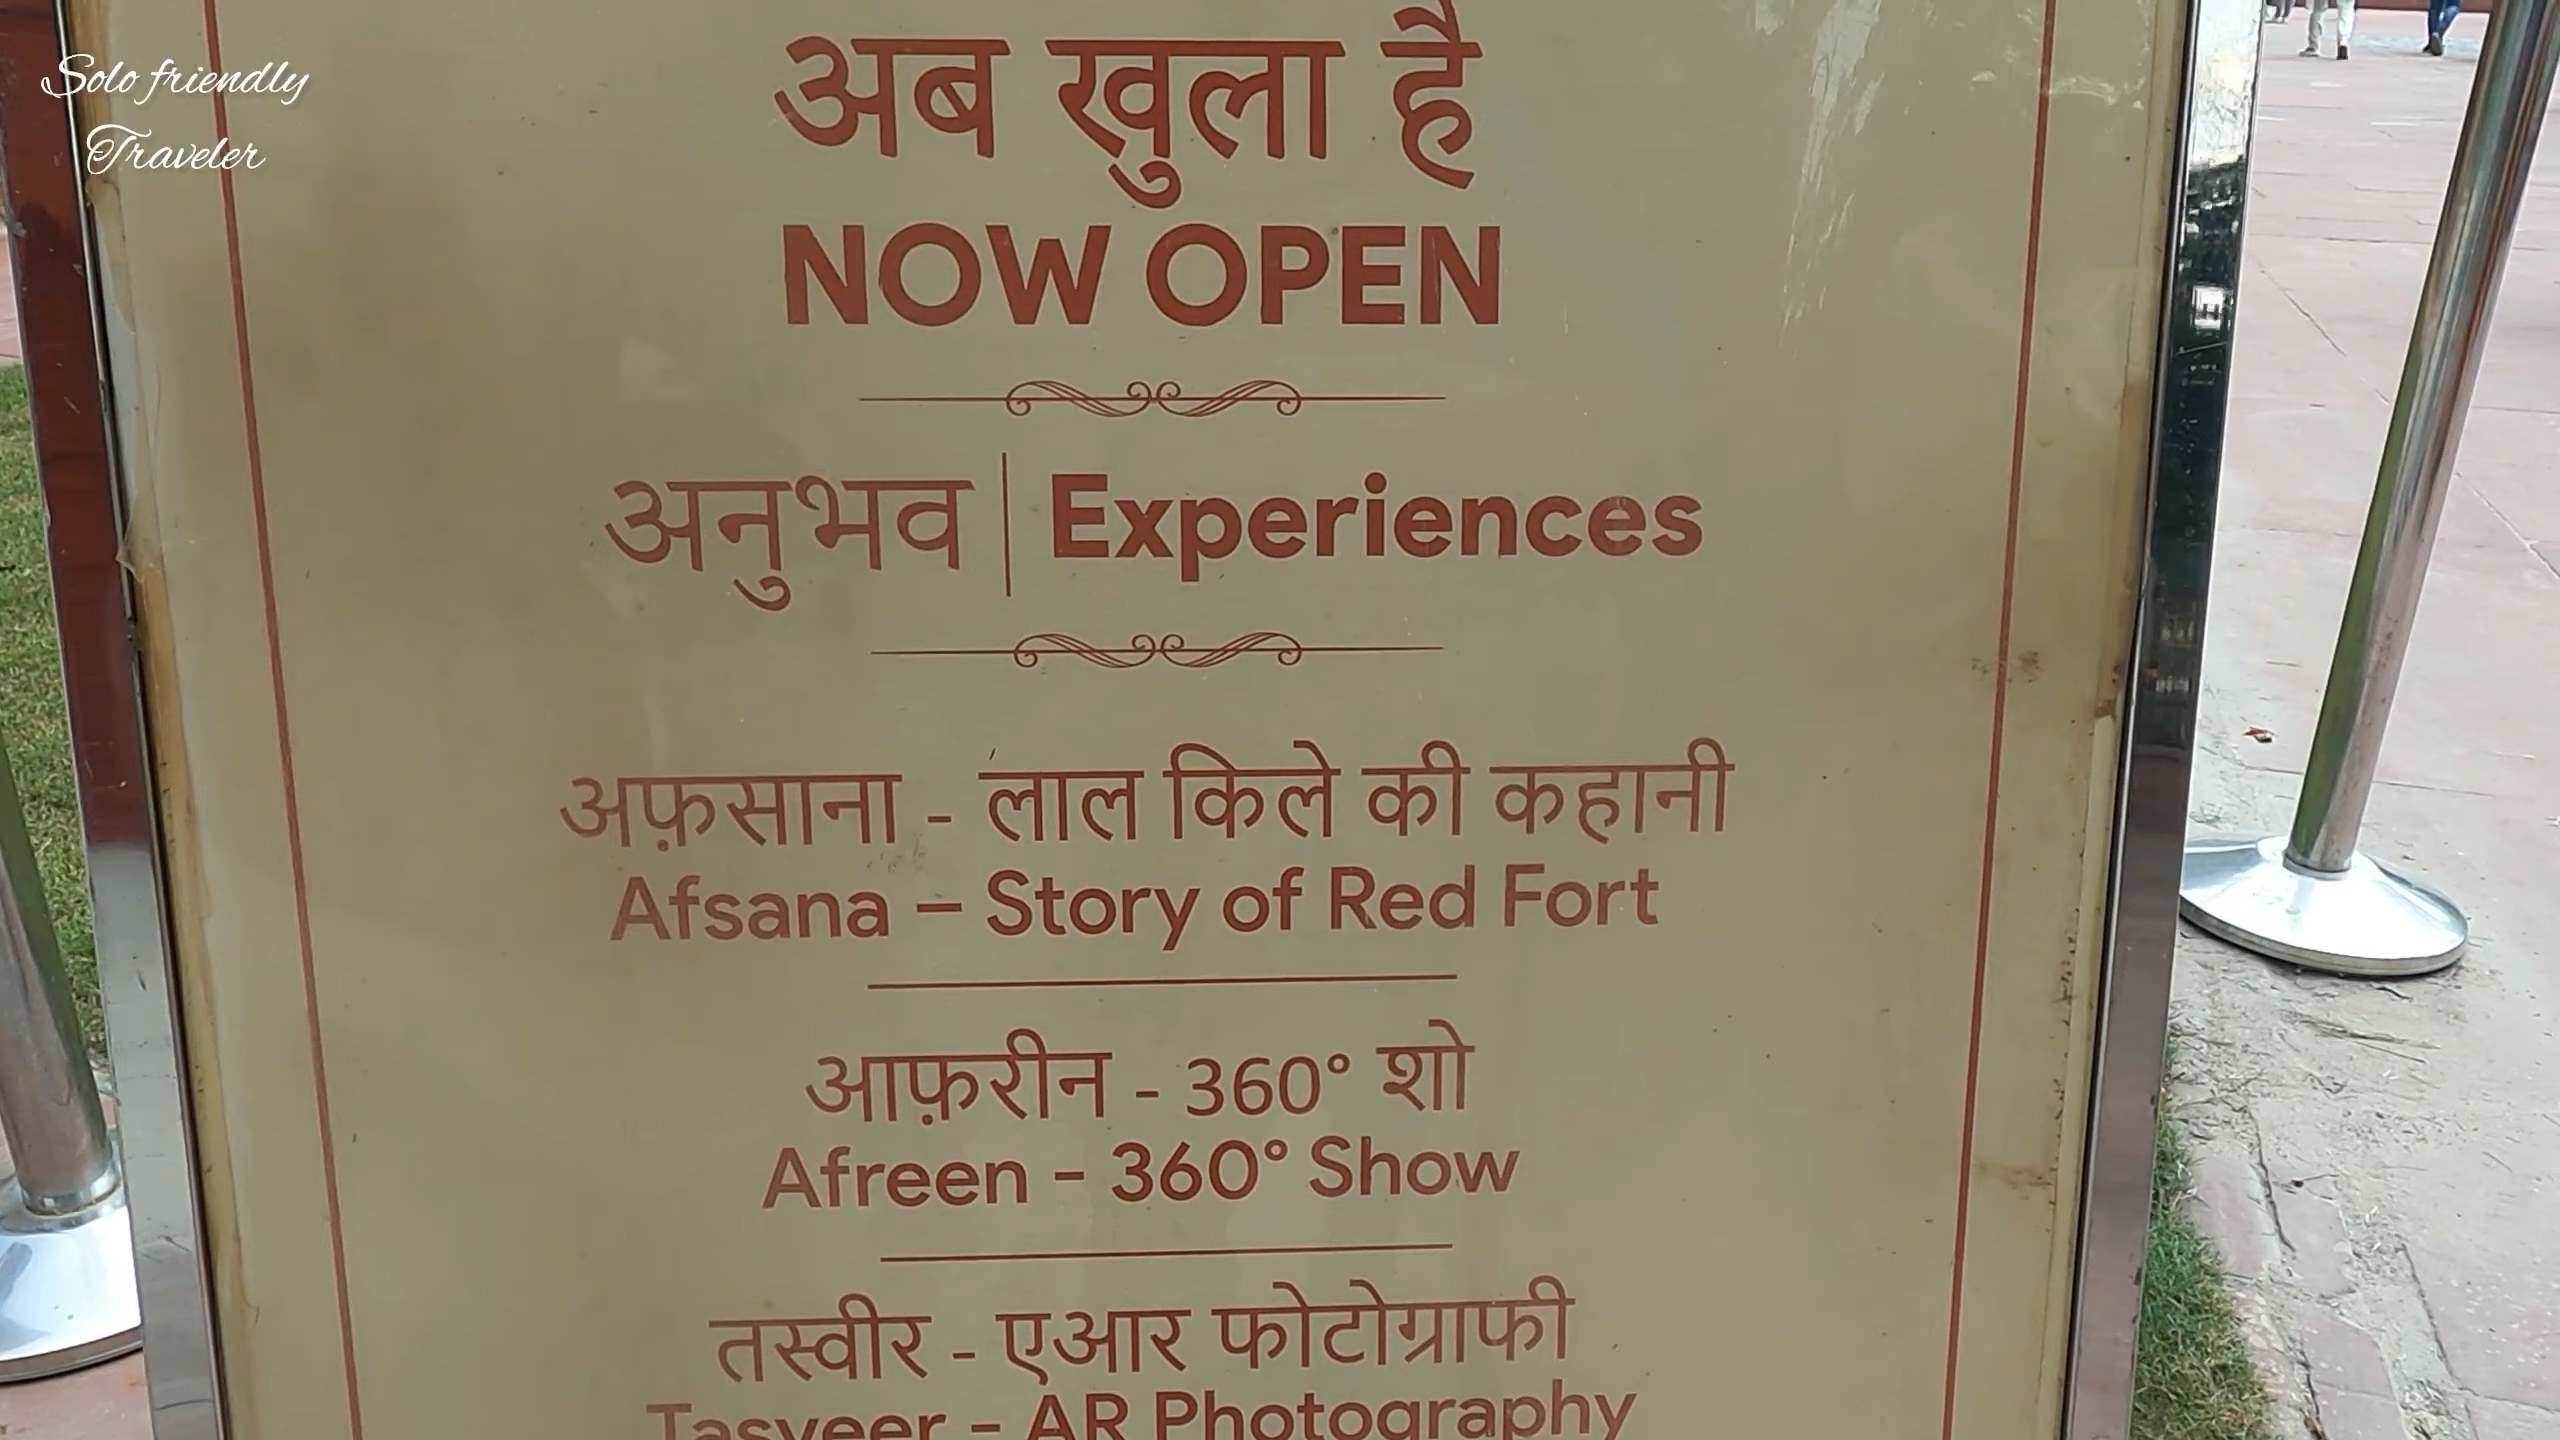 Solo friendly
Traveler
अब खुला है
NOW OPEN
अनुभव | Experiences
अफ़साना - लाल किले की कहानी
Afsana – Story of Red Fort
आफ़रीन - 360° शो
Afreen - 360° Show
तस्वीर - एआर फोटोग्राफी
Tasveer - AR Photography